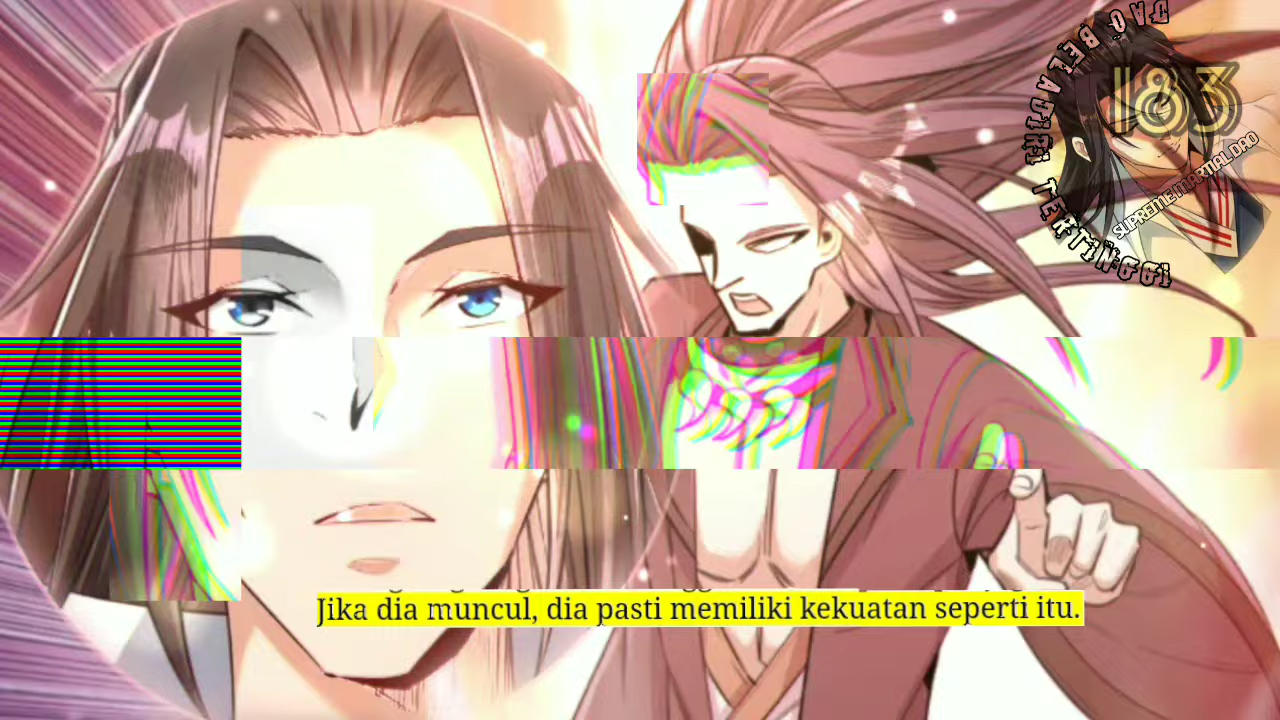 DAO BELADIRI TERTINGGI
183
SUPREME MARTIAL DAO
Jika dia muncul, dia pasti memiliki kekuatan seperti itu.